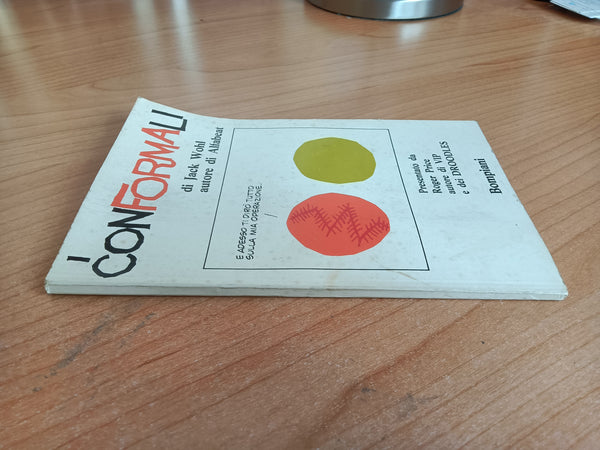 I
CONFORMALI
di Jack Wohl
autore di Alfabeat
E ADESSO TI DIRÒ TUTTO
SULLA MIA OPERAZIONE.
Presentato da
Roger Price
autore di VIP
e dei DROODLES
Bompiani